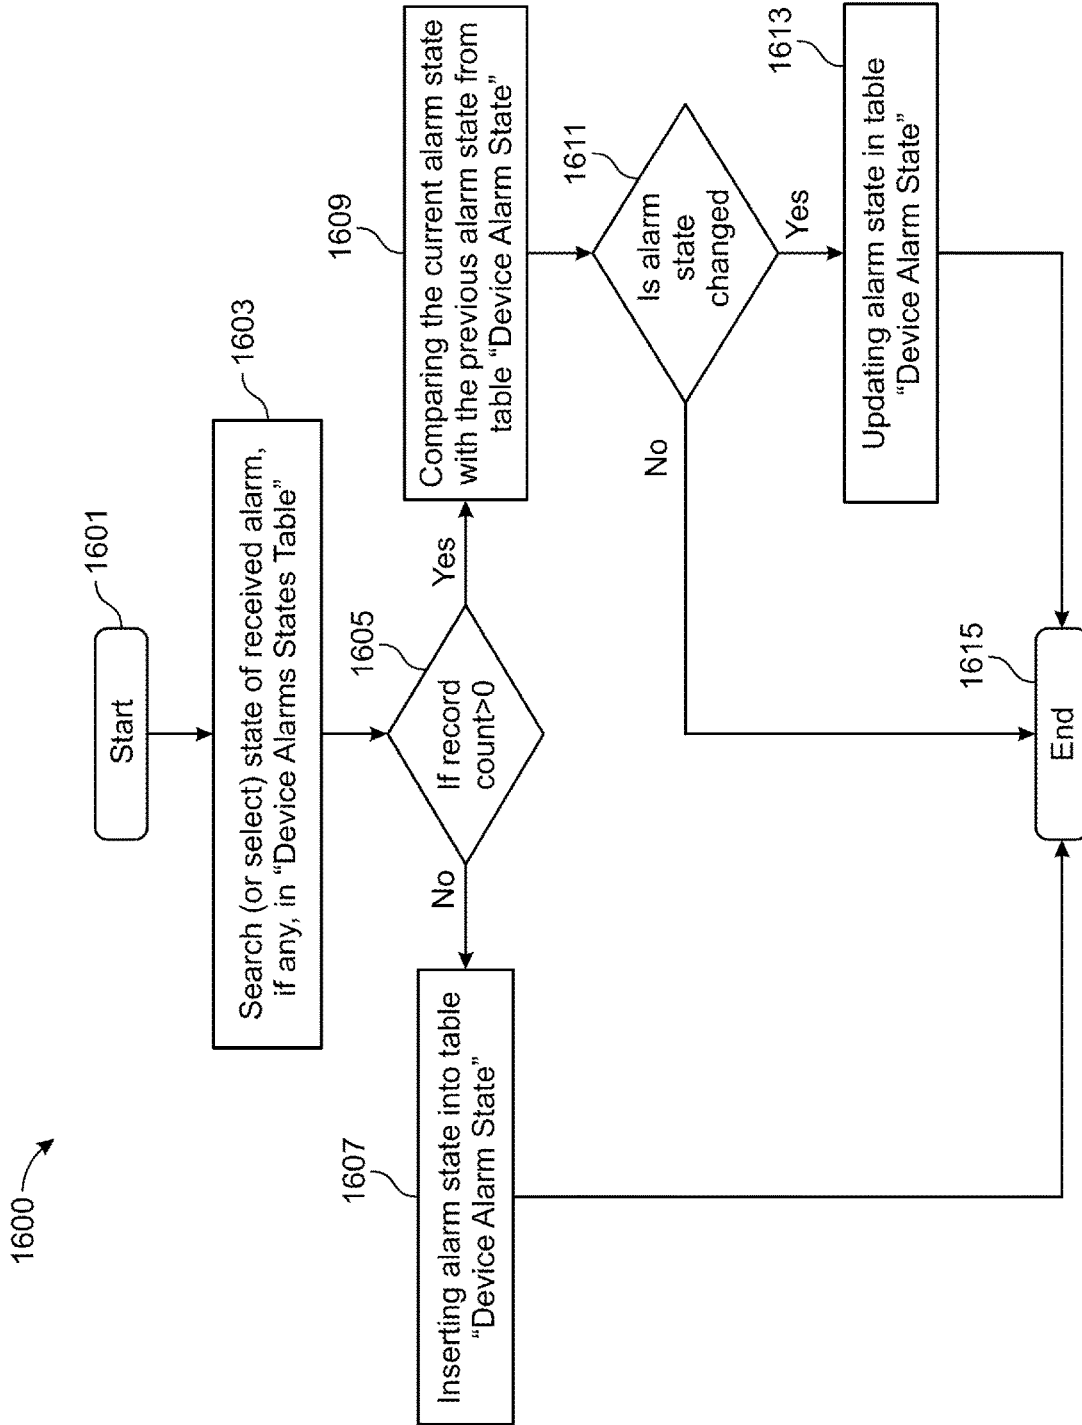 1600
Start
1601
Search (or select) state of received alarm,
if any, in “Device Alarms States Table”
1603
If record
count>0
1605
No
Yes
Inserting alarm state into table
“Device Alarm State”
1607
Comparing the current alarm state
with the previous alarm state from
table “Device Alarm State”
1609
Is alarm
state
changed
1611
No
Yes
Updating alarm state in table
“Device Alarm State”
1613
End
1615